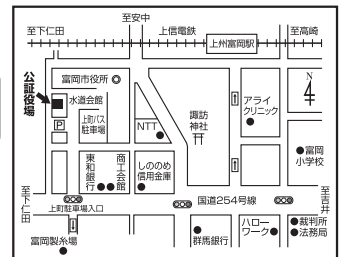 至安中
至下仁田
上信電鉄
至高崎
上州富岡駅
公証役場
富岡市役所
水道会館
P
上町バス
駐車場
NTT
諏訪
神社
アライ
クリニック
N
4
富岡
小学校
東和銀行
商工会館
しののめ
信用金庫
至下仁田
上町駐車場入口
国道254号線
至吉井
富岡製糸場
群馬銀行
ハロー
ワーク
裁判所
法務局